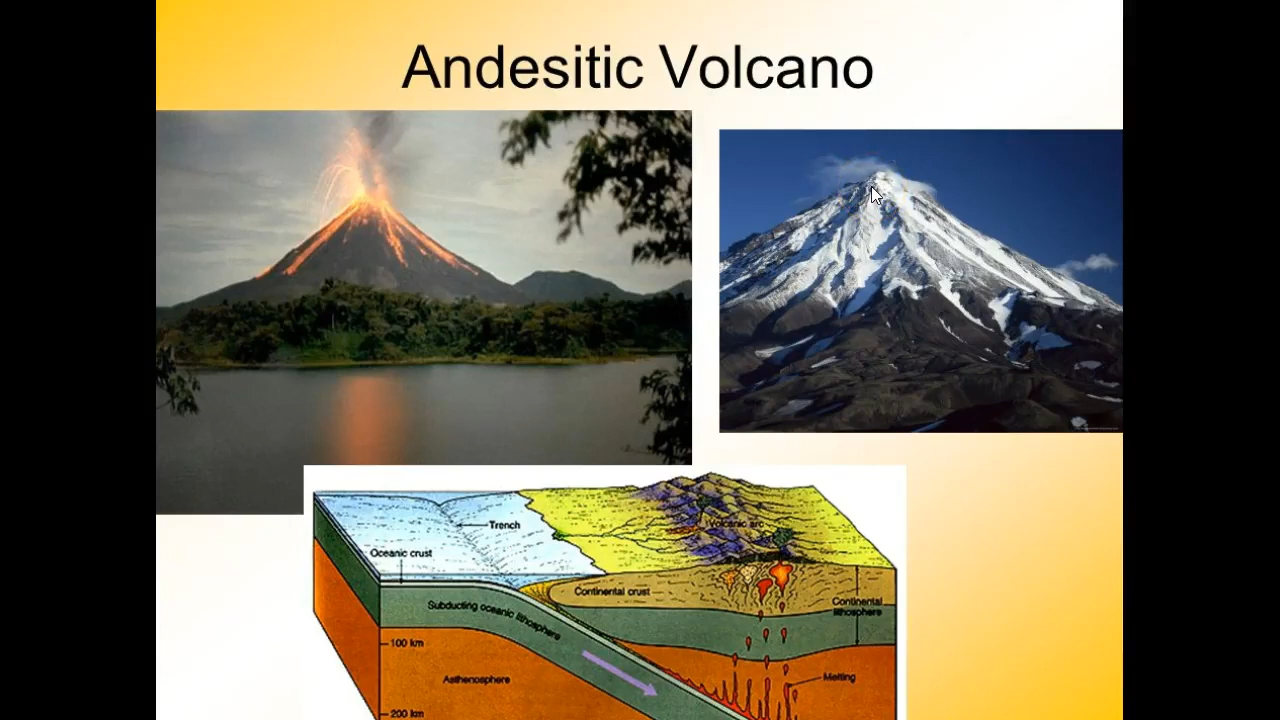 Andesitic Volcano
Trench
Volcanic arc
Oceanic crust
Continental crust
Continental
lithosphere
Subducting oceanic lithosphere
100 km
Asthenosphere
Melting
200 km